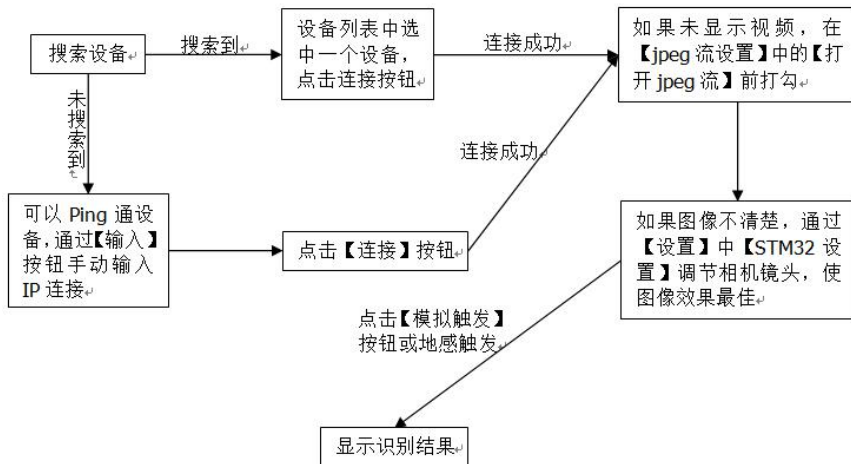 搜索设备
搜索到
设备列表中选
中一个设备，
点击连接按钮
连接成功
如果未显示视频，在
【jpeg 流设置】中的【打
开 jpeg 流】前打勾
未搜索到
连接成功
可以 Ping 通设
备，通过【输入】
按钮手动输入
IP 连接
点击【连接】按钮
如果图像不清楚，通过
【设置】中【STM32 设
置】调节相机镜头，使
图像效果最佳
点击【模拟触发】
按钮或地感触发
显示识别结果